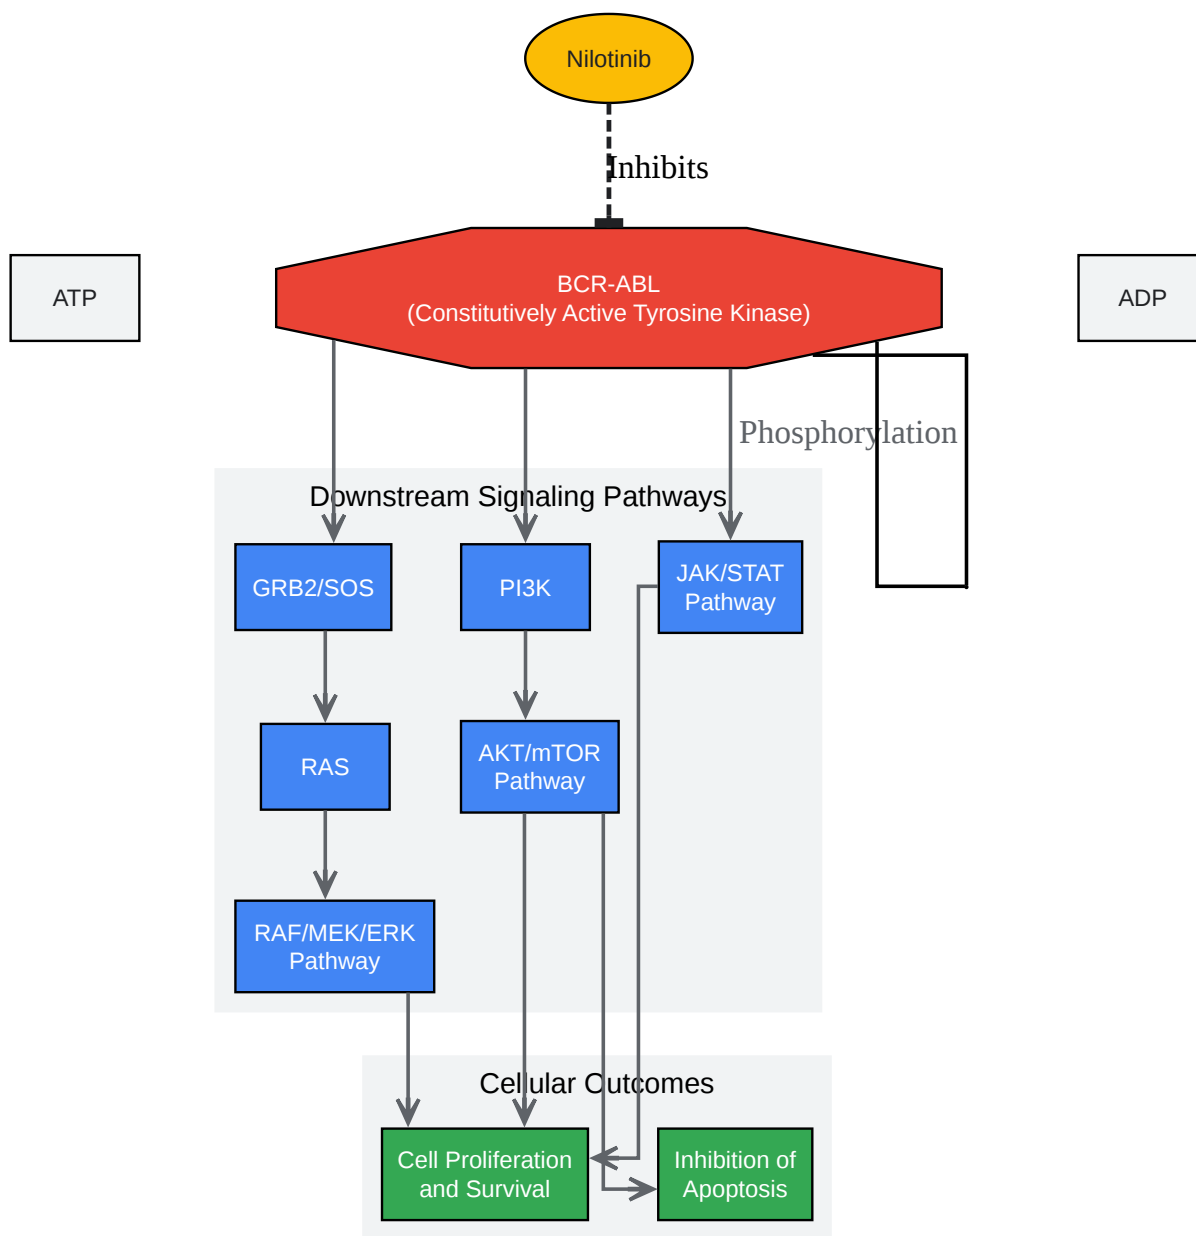 Nilotinib
Inhibits
ATP
BCR-ABL
(Constitutively Active Tyrosine Kinase)
ADP
Phosphorylation
Downstream Signaling Pathways
GRB2/SOS
PI3K
JAK/STAT
Pathway
RAS
AKT/mTOR
Pathway
RAF/MEK/ERK
Pathway
Cellular Outcomes
Cell Proliferation
and Survival
Inhibition of
Apoptosis